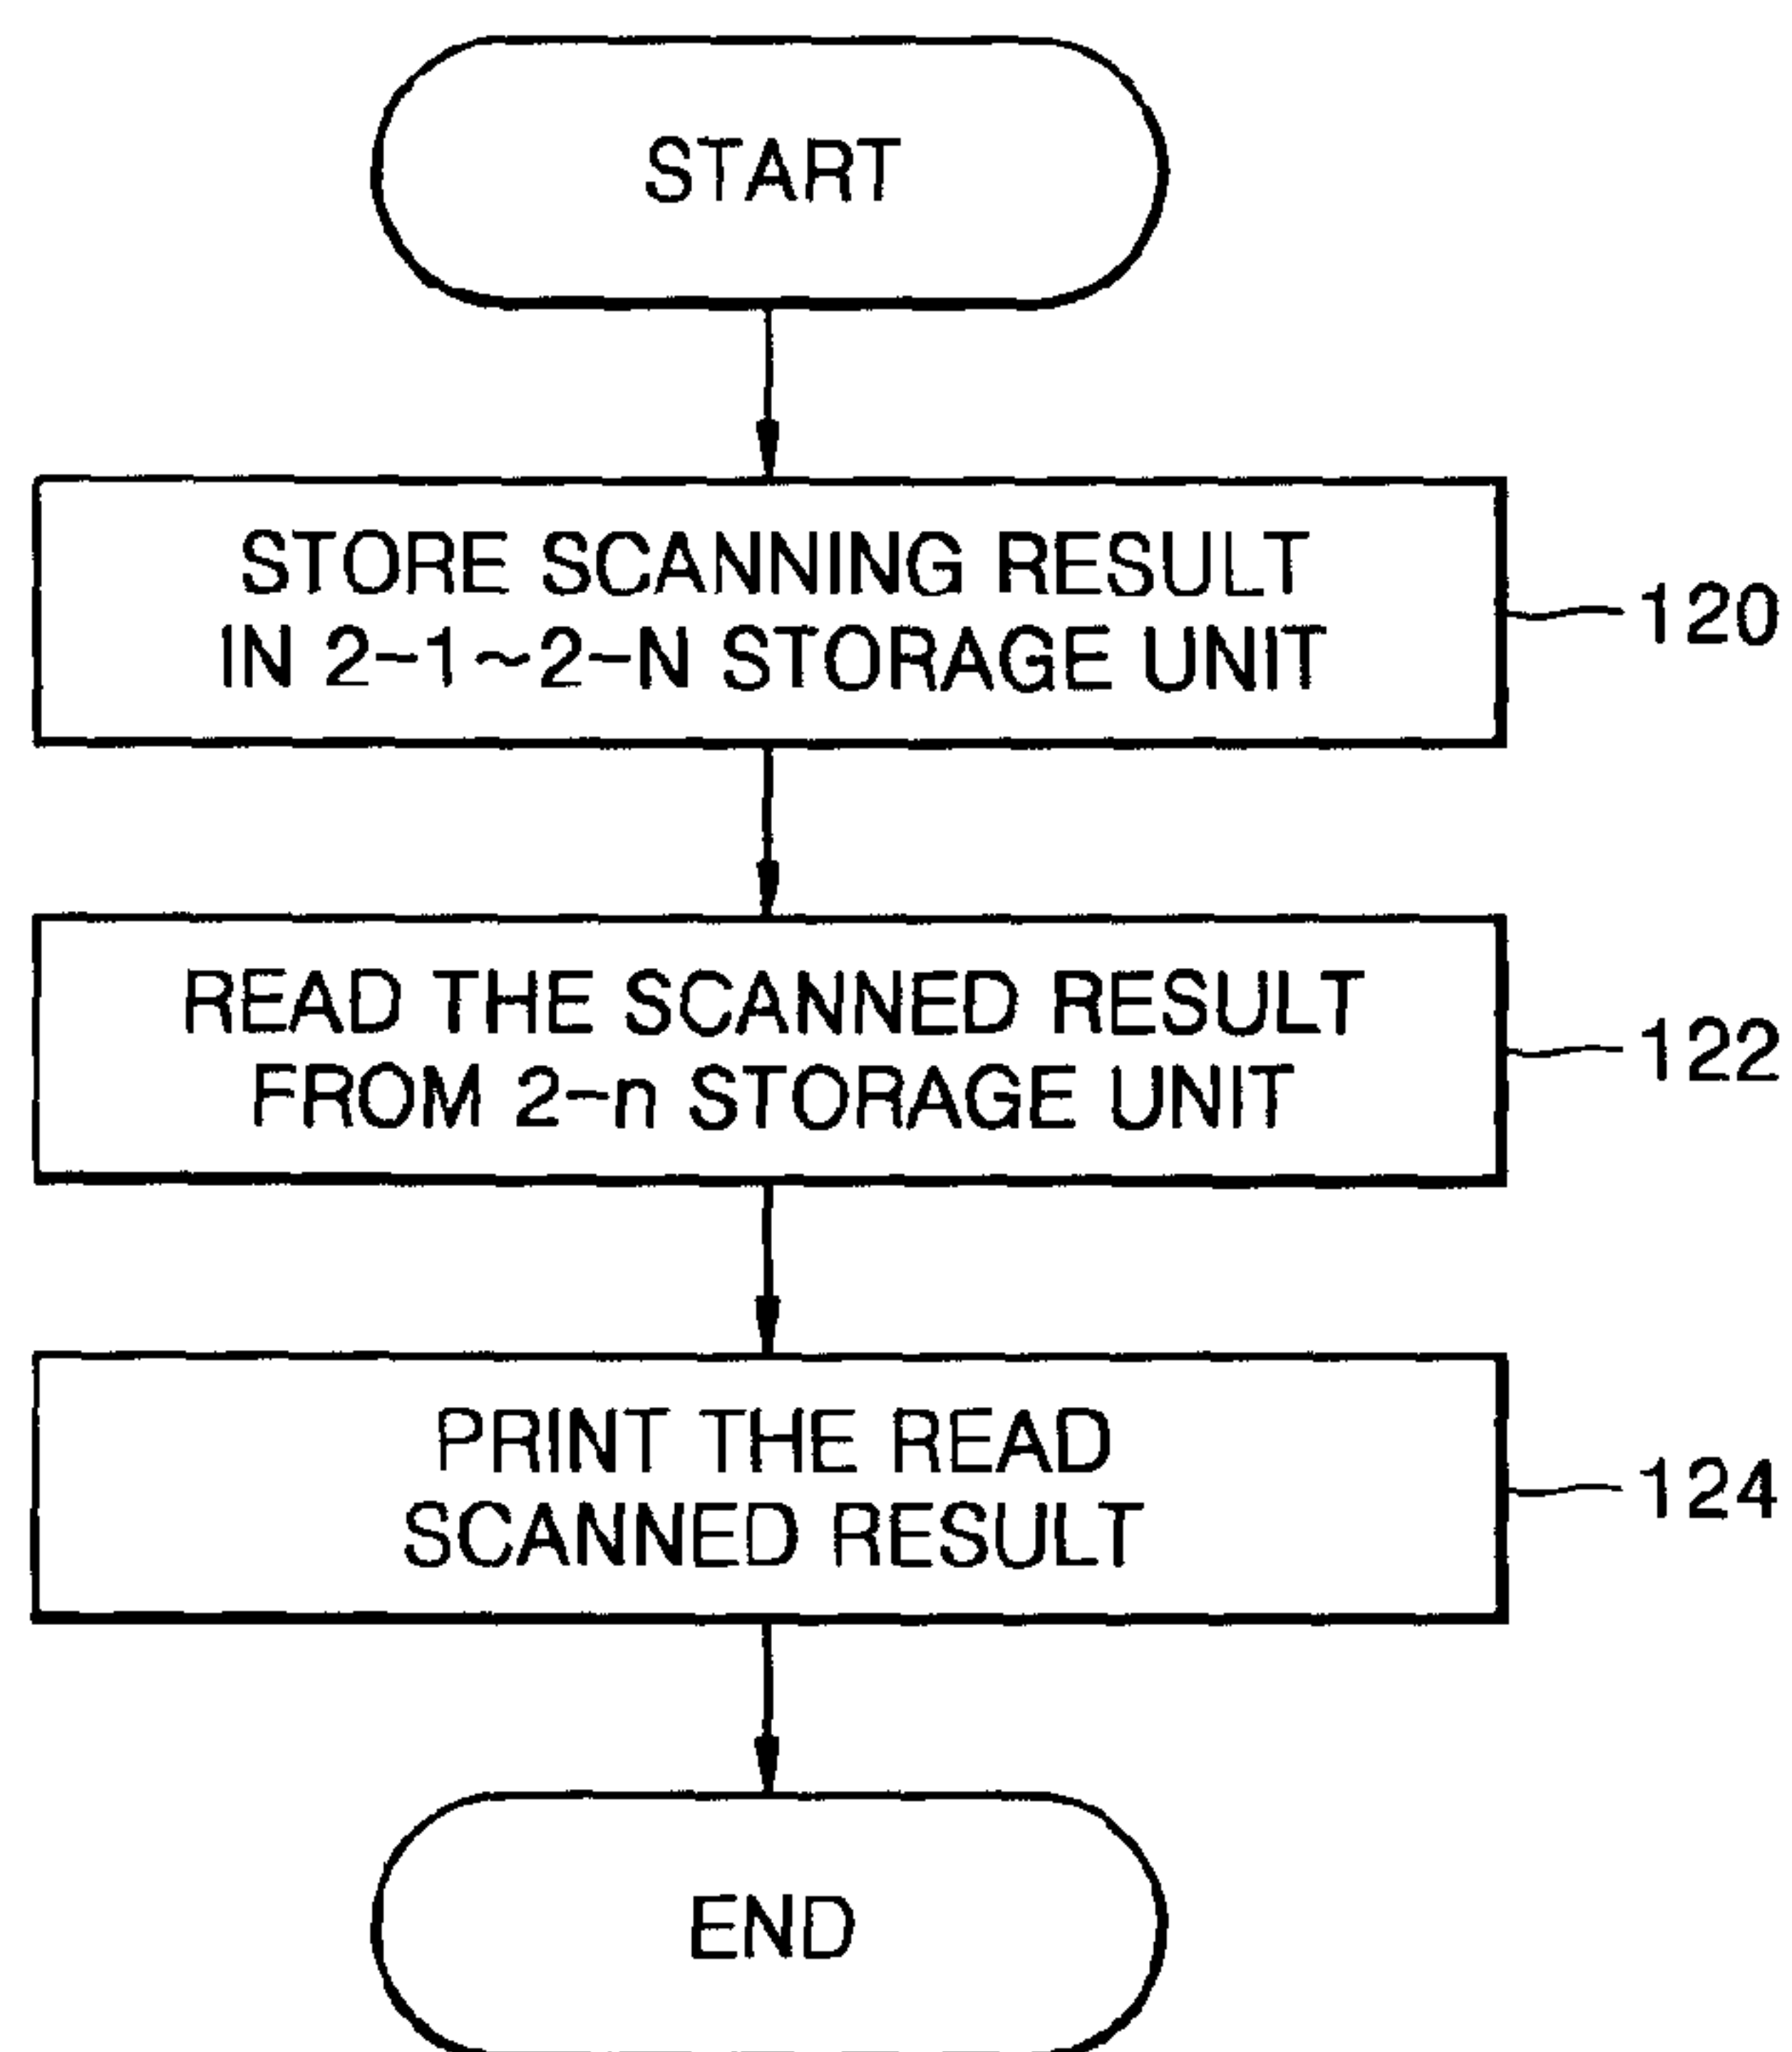 START
STORE SCANNING RESULT
IN 2-1~2-N STORAGE UNIT
120
READ THE SCANNED RESULT
FROM 2-n STORAGE UNIT
122
PRINT THE READ
SCANNED RESULT
124
END